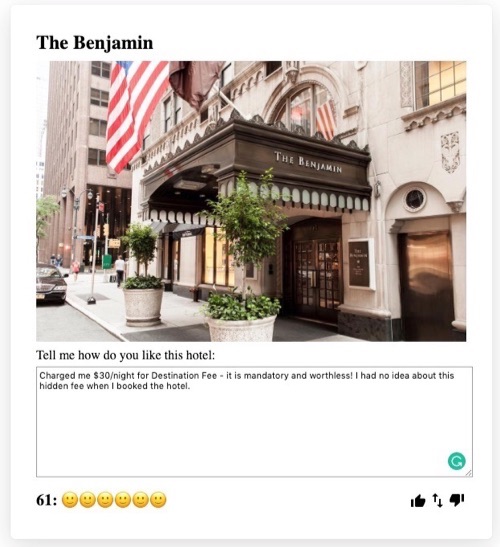 The Benjamin
THE BENJAMIN
Tell me how do you like this hotel:
Charged me $30/night for Destination Fee - it is mandatory and worthless! I had no idea about this
hidden fee when I booked the hotel.
61: 🙂🙂🙂🙂🙂🙂